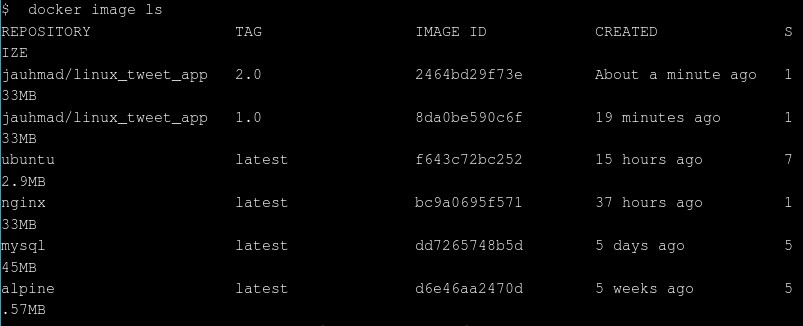 $  docker image ls
REPOSITORY                TAG                 IMAGE ID            CREATED              S
IZE
jauhmad/linux_tweet_app   2.0                 2464bd29f73e        About a minute ago   1
33MB
jauhmad/linux_tweet_app   1.0                 8da0be590c6f        19 minutes ago       1
33MB
ubuntu                    latest              f643c72bc252        15 hours ago         7
2.9MB
nginx                     latest              bc9a0695f571        37 hours ago         1
33MB
mysql                     latest              dd7265748b5d        5 days ago           5
45MB
alpine                    latest              d6e46aa2470d        5 weeks ago          5
.57MB